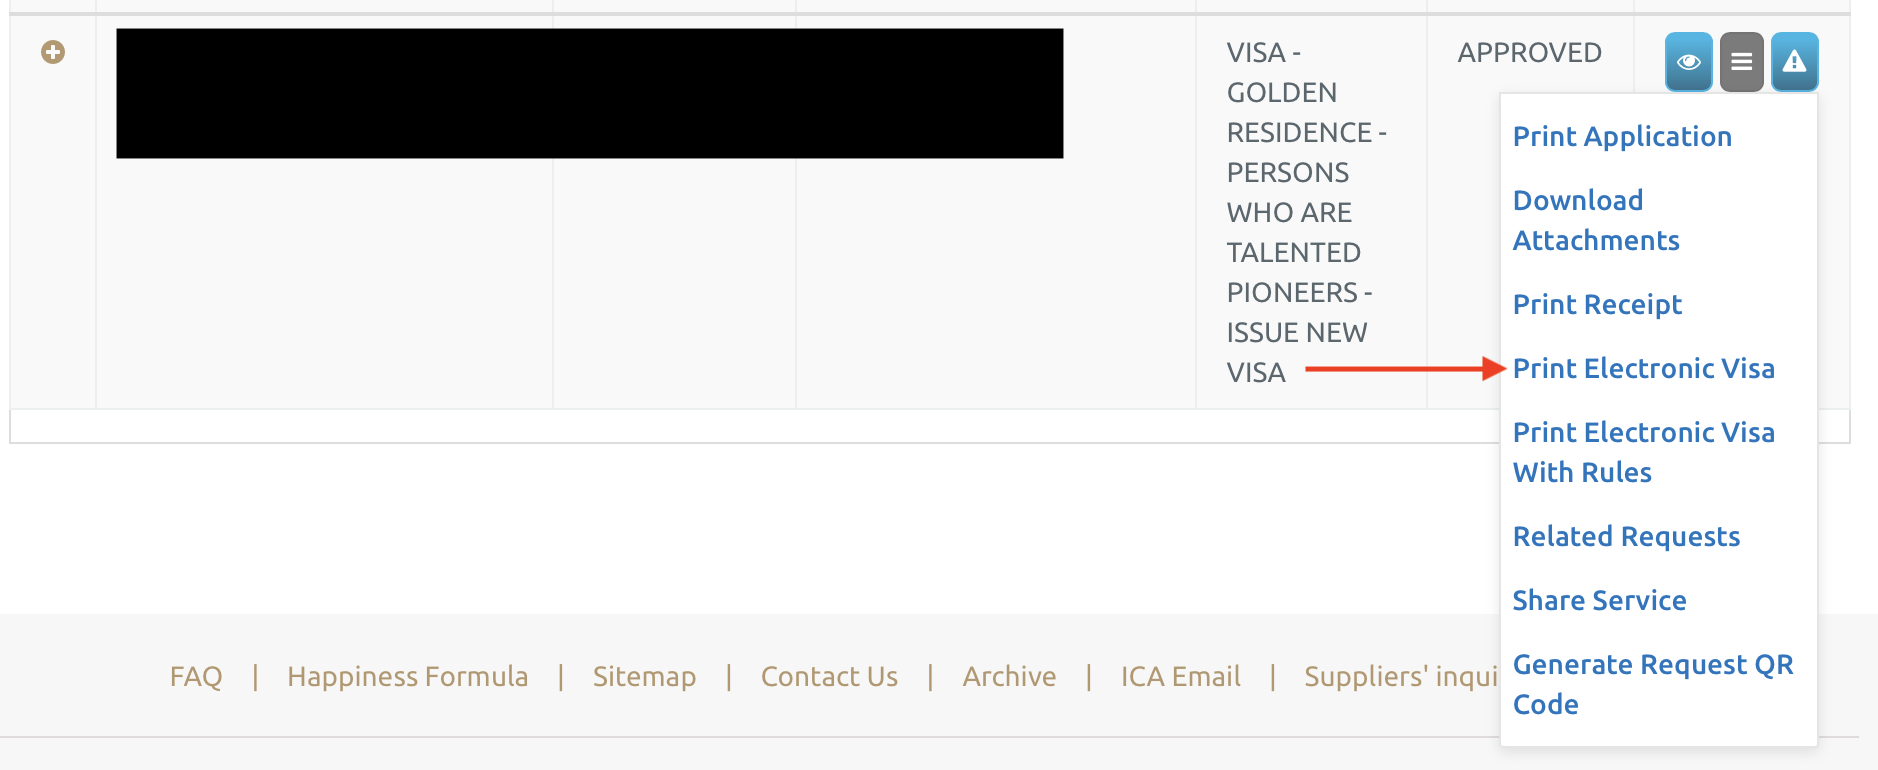 VISA -
GOLDEN
RESIDENCE -
PERSONS
WHO ARE
TALENTED
PIONEERS -
ISSUE NEW
VISA
APPROVED
Print Application
Download
Attachments
Print Receipt
Print Electronic Visa
Print Electronic Visa
With Rules
Related Requests
Share Service
Generate Request QR
Code
FAQ | Happiness Formula | Sitemap | Contact Us | Archive | ICA Email | Suppliers' inqui